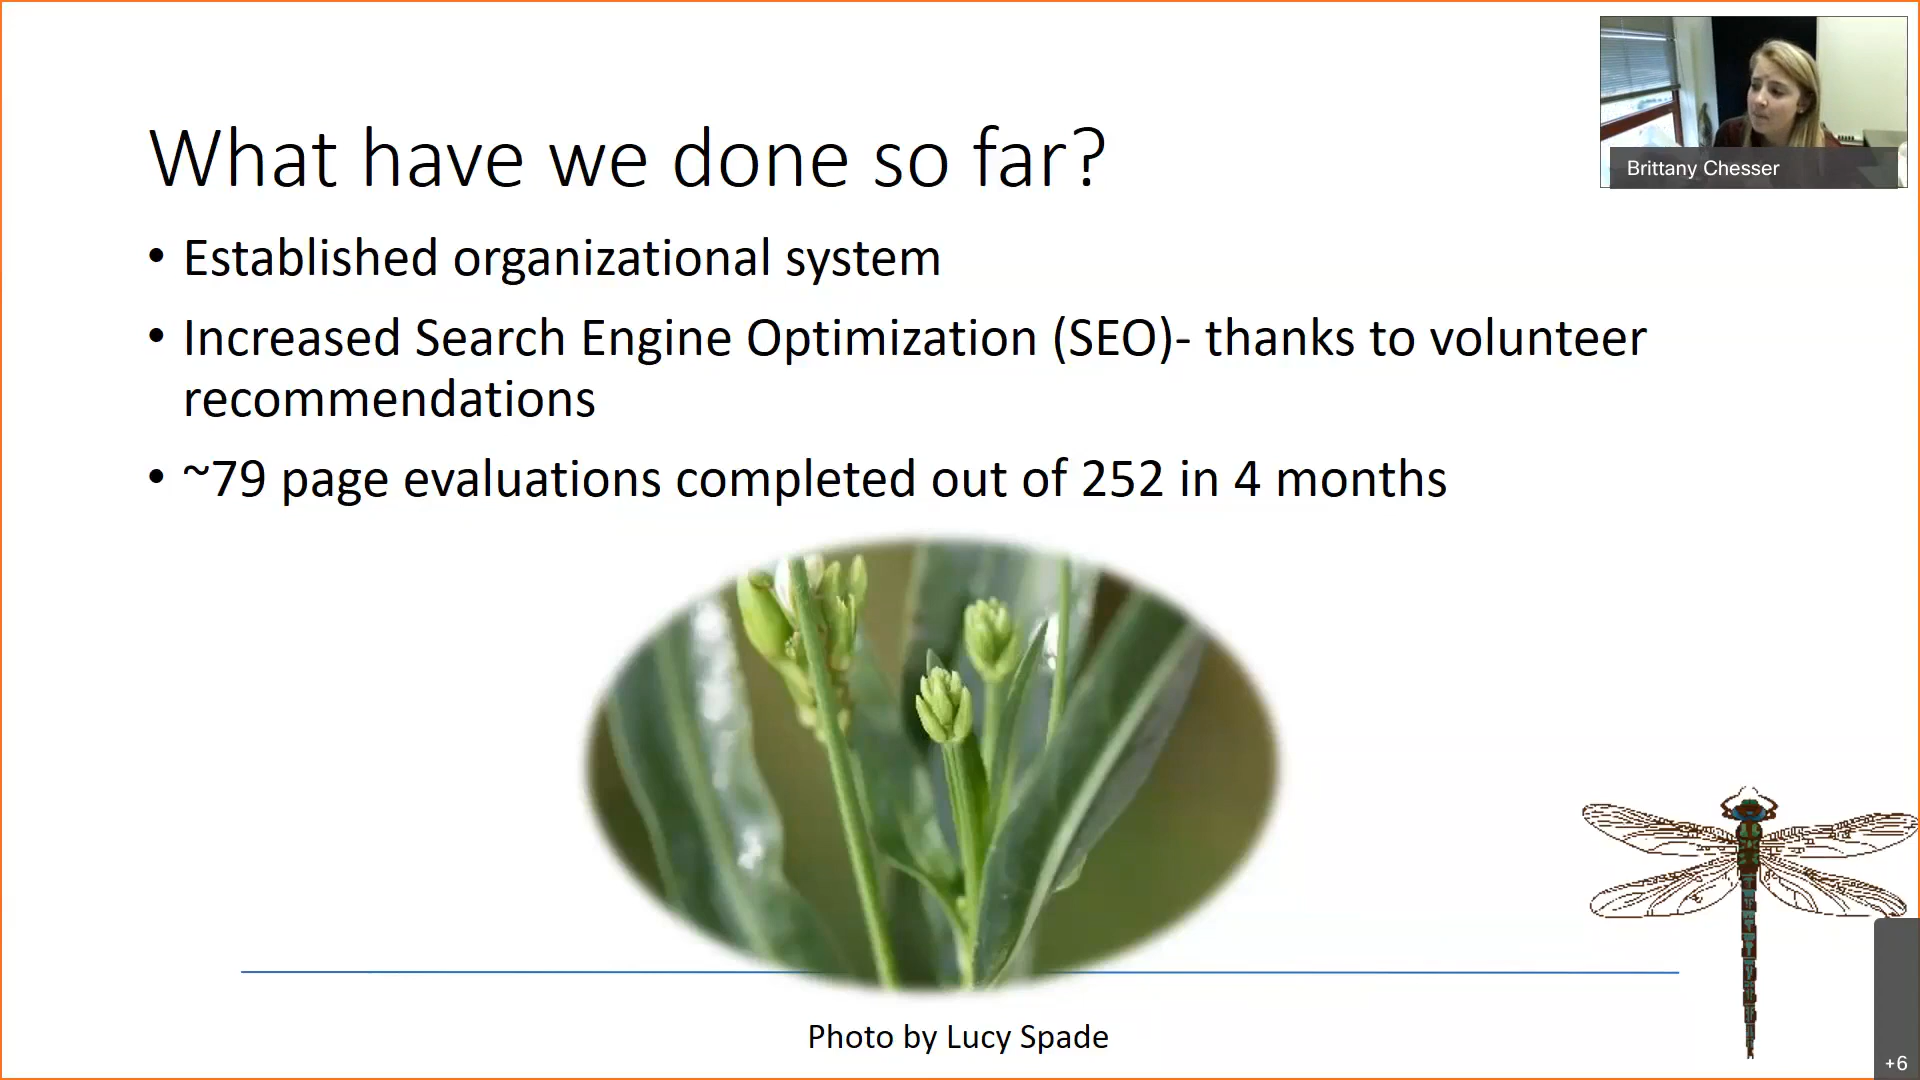 Brittany Chesser
What have we done so far?
• Established organizational system
• Increased Search Engine Optimization (SEO)- thanks to volunteer
recommendations
• ~79 page evaluations completed out of 252 in 4 months
Photo by Lucy Spade
+6